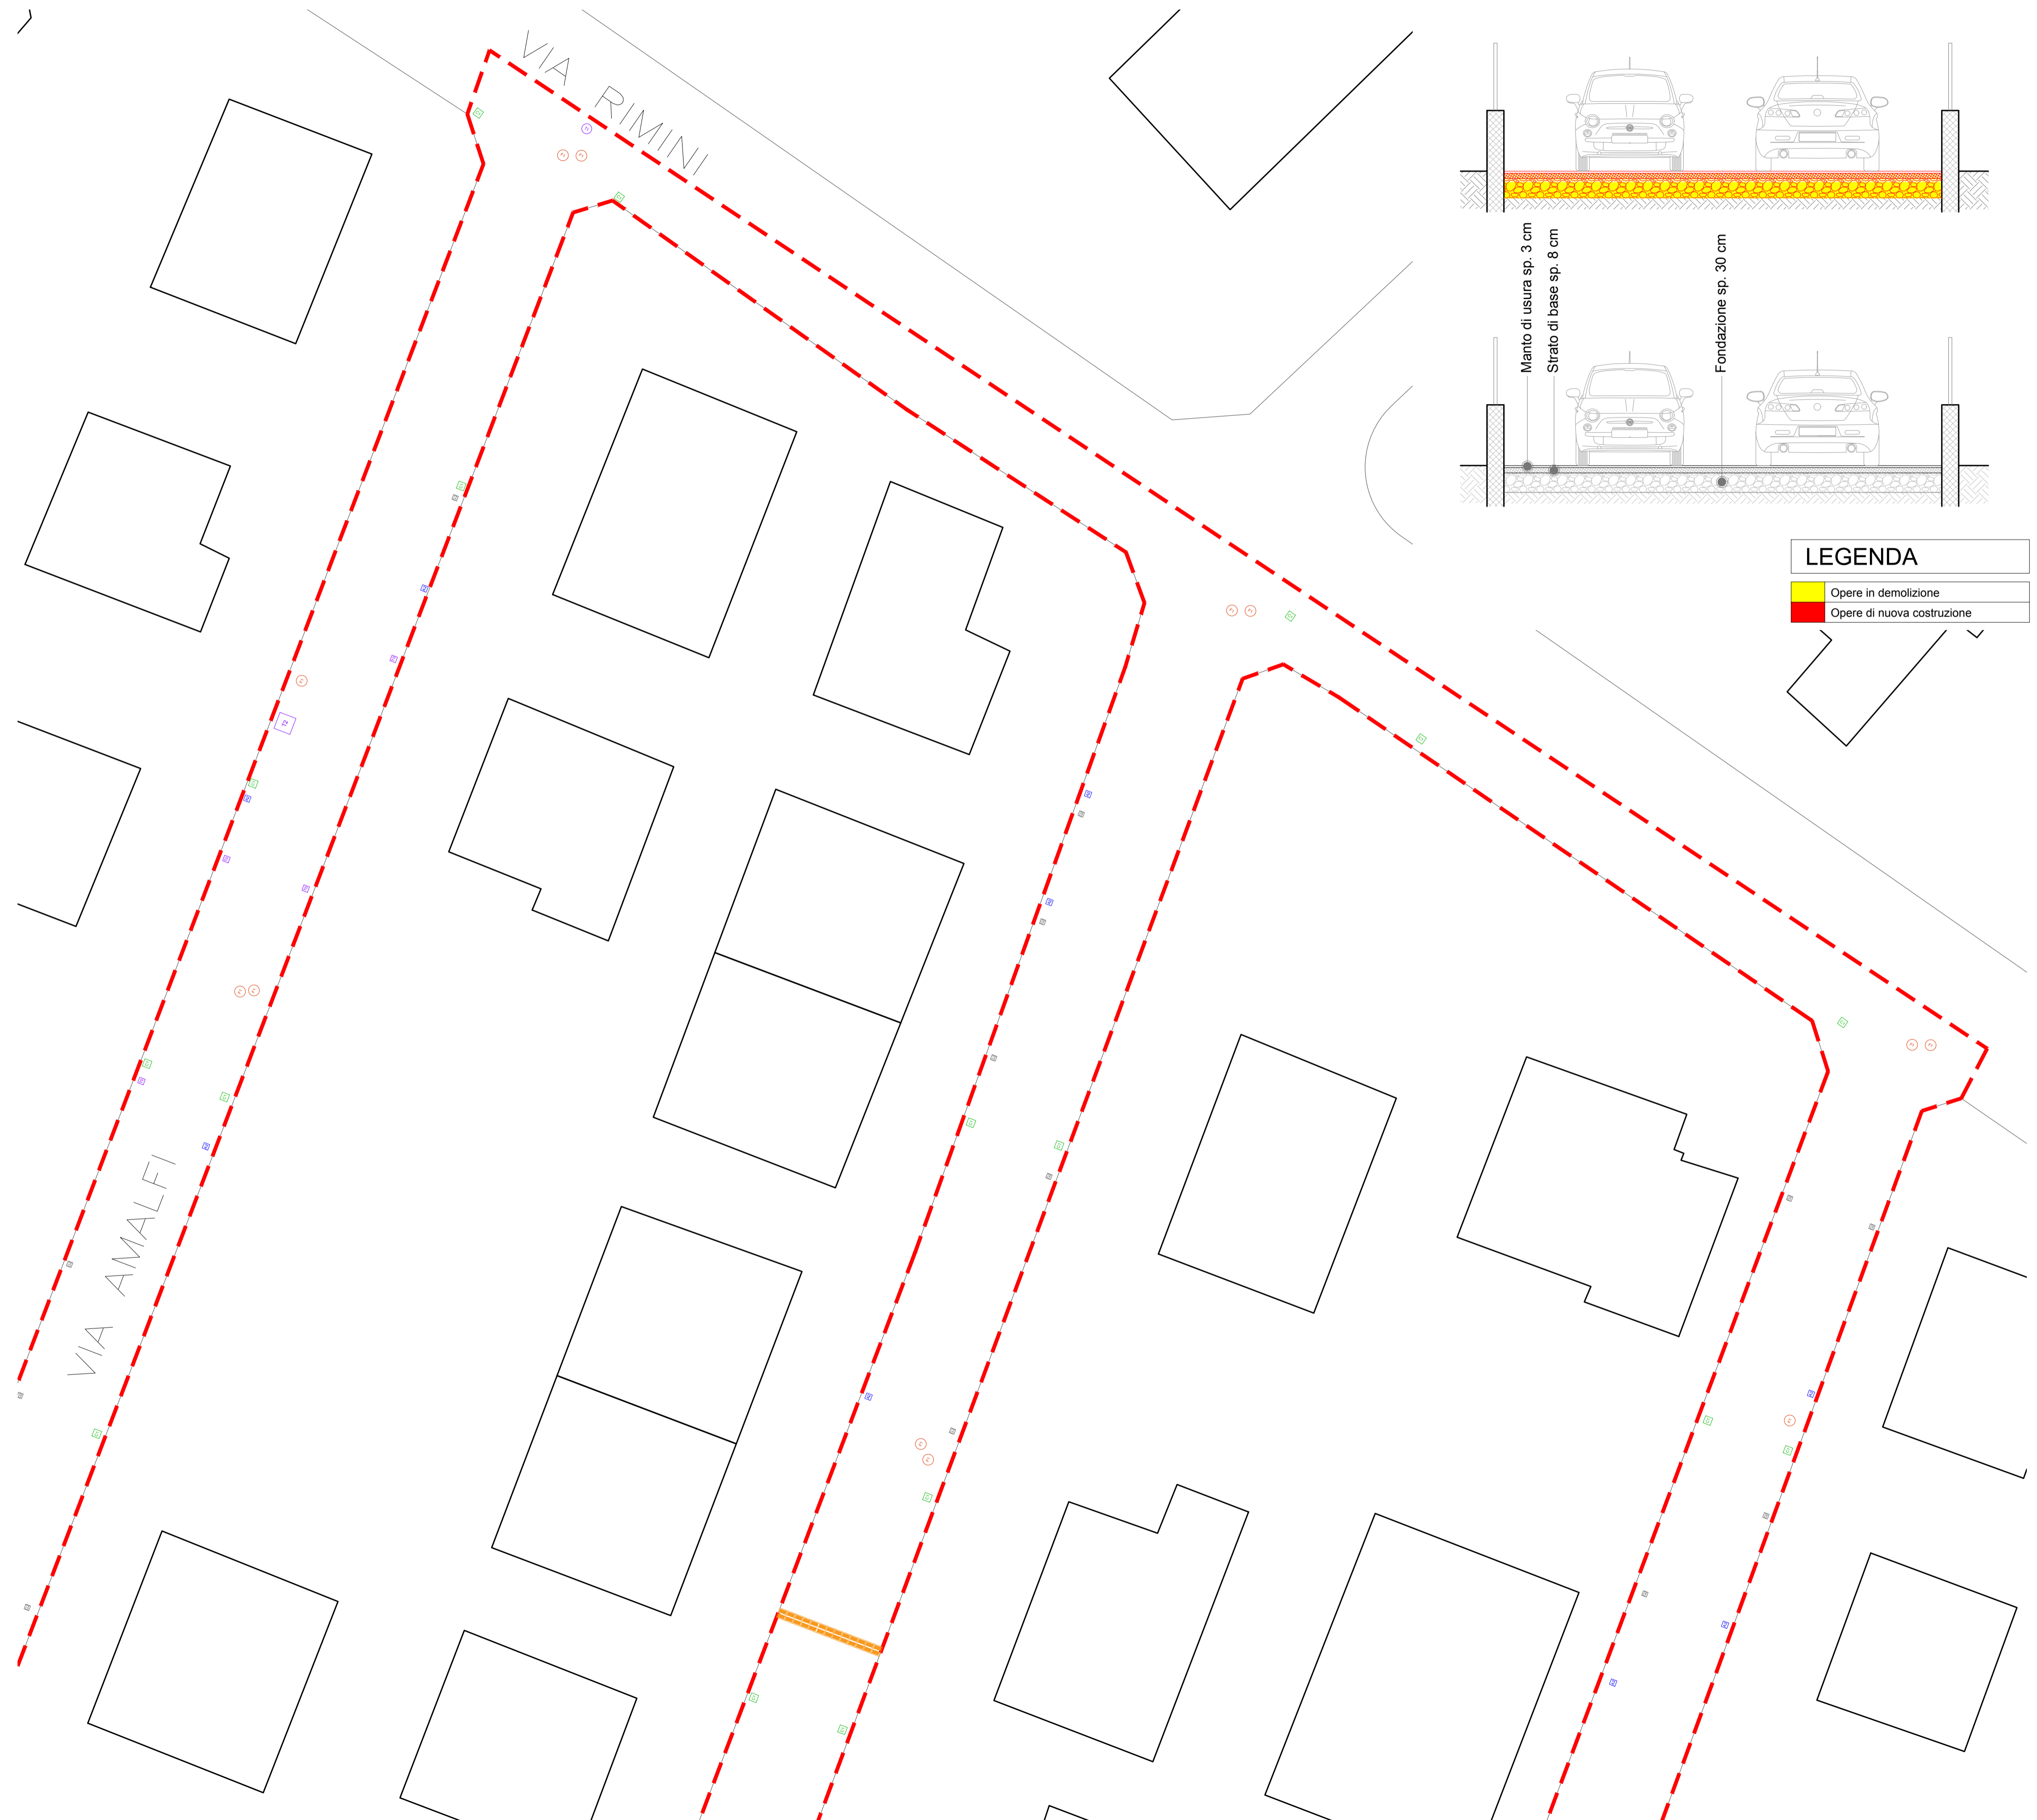 VIA RIMINI
Manto di usura sp. 3 cm
Strato di base sp. 8 cm
Fondazione sp. 30 cm
LEGENDA
Opere in demolizione
Opere di nuova costruzione
VIA AMALFI